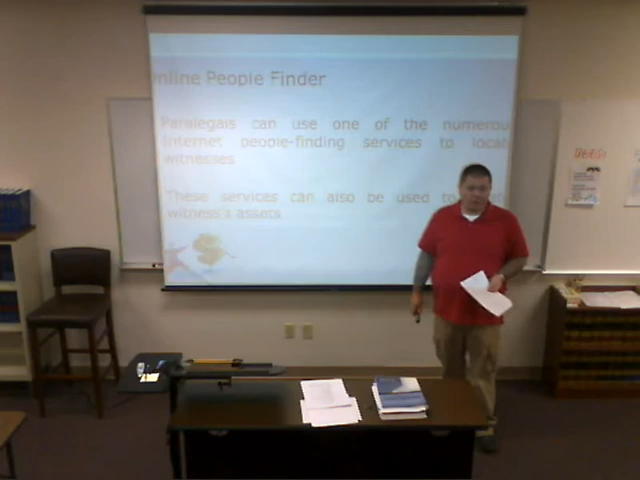 nline People Finder
Paralegals can use one of the numerou
Internet people-finding services to locat
witnesses
These services can also be used to
witness's assets